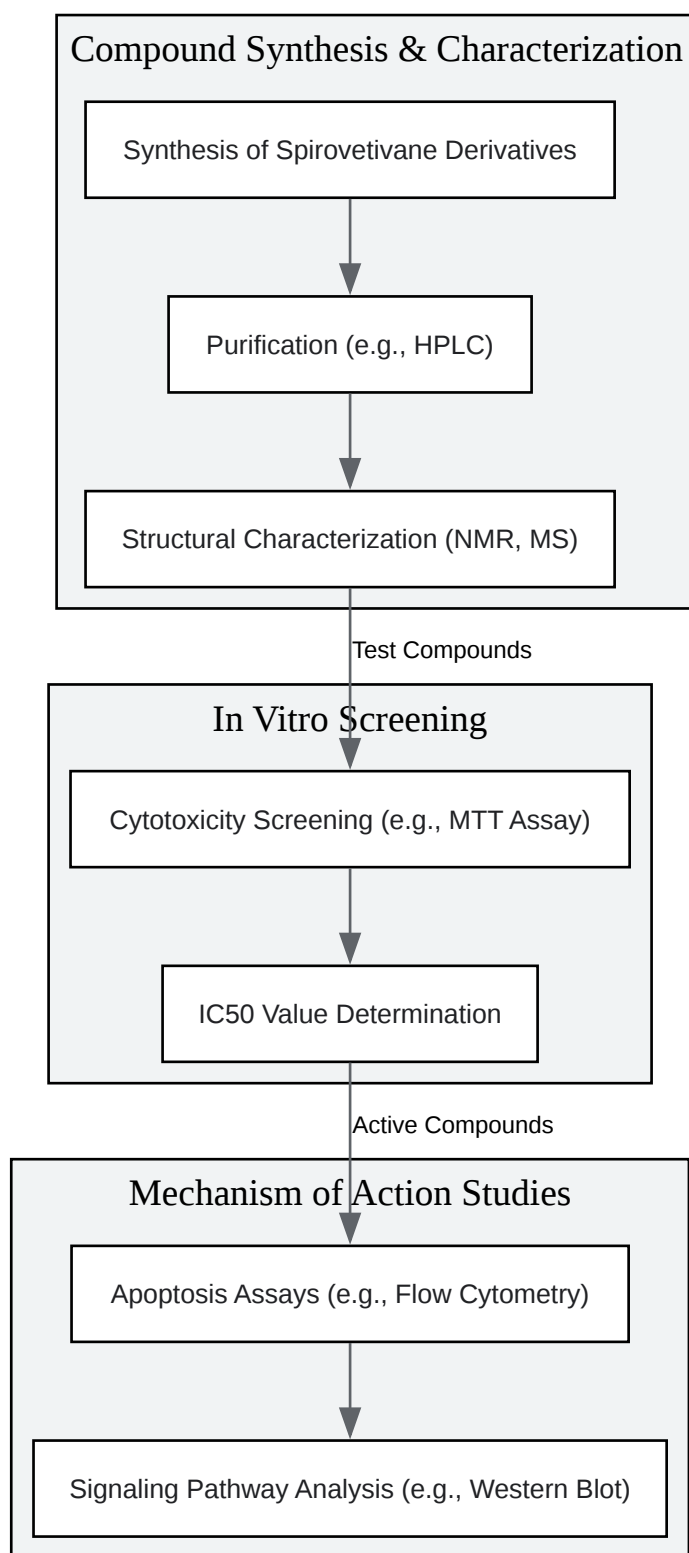 Compound Synthesis & Characterization
Synthesis of Spirovetivane Derivatives
Purification (e.g., HPLC)
Structural Characterization (NMR, MS)
Test Compounds
In Vitro Screening
Cytotoxicity Screening (e.g., MTT Assay)
IC50 Value Determination
Active Compounds
Mechanism of Action Studies
Apoptosis Assays (e.g., Flow Cytometry)
Signaling Pathway Analysis (e.g., Western Blot)